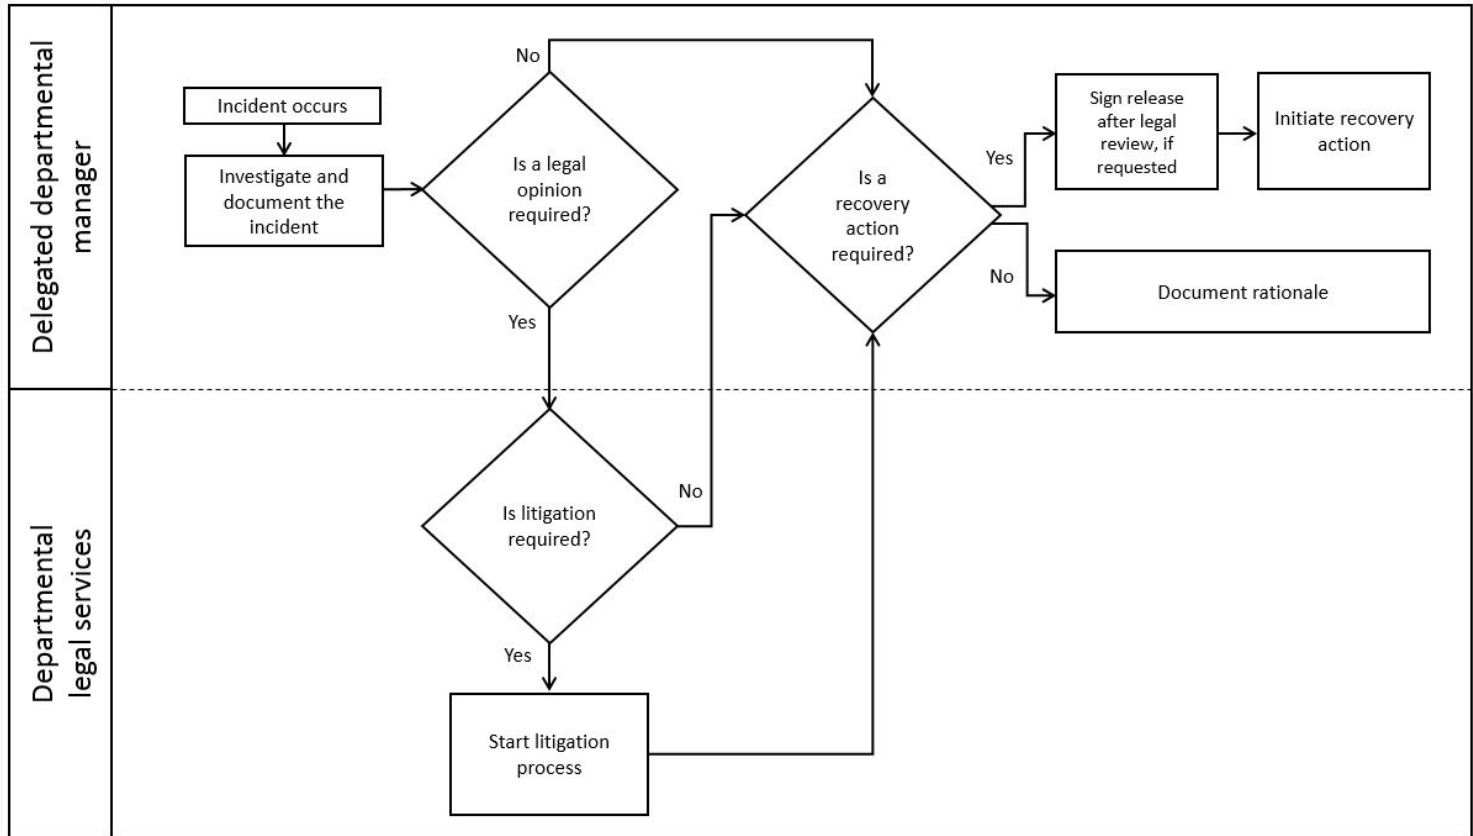 Delegated departmental
manager
Incident occurs
Investigate and
document the
incident
Is a legal
opinion
required?
No
Yes
Is a
recovery
action
required?
Yes
No
Sign release
after legal
review, if
requested
Initiate recovery
action
Document rationale
Departmental
legal services
Is litigation
required?
No
Yes
Start litigation
process